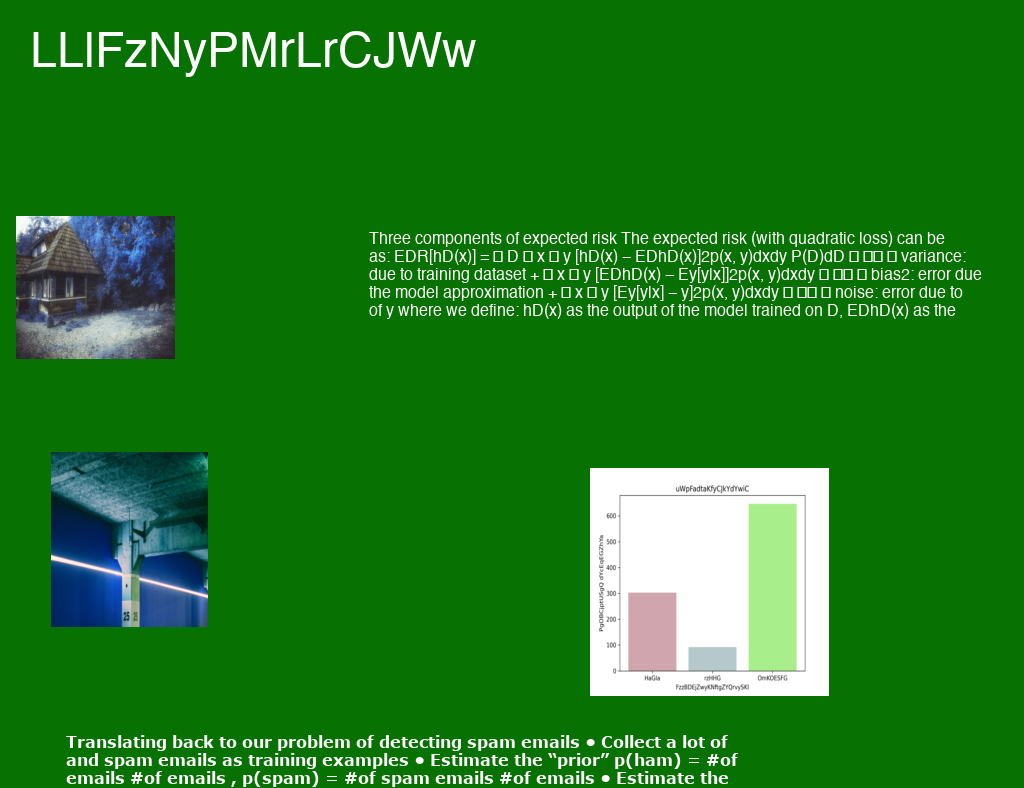 LLlFzNyPMrLrCJWw
Three components of expected risk The expected risk (with quadratic loss) can be
as: EDR[hD(x)] = � D � x � y [hD(x) − EDhD(x)]2p(x, y)dxdy P(D)dD � �� � variance:
due to training dataset + � x � y [EDhD(x) − Ey[y|x]]2p(x, y)dxdy � �� � bias2: error due
the model approximation + � x � y [Ey[y|x] − y]2p(x, y)dxdy � �� � noise: error due to
of y where we define: hD(x) as the output of the model trained on D, EDhD(x) as the
25 25
uWpFadtaKfyCJkYdYwiC
600
500
400
300
200
100
0
HaGla rzHHG OmKOESFG
FzzBDEjZwyKNftgZYQrvySKl
Translating back to our problem of detecting spam emails ● Collect a lot of
and spam emails as training examples ● Estimate the “prior” p(ham) = #of
emails #of emails , p(spam) = #of spam emails #of emails ● Estimate the